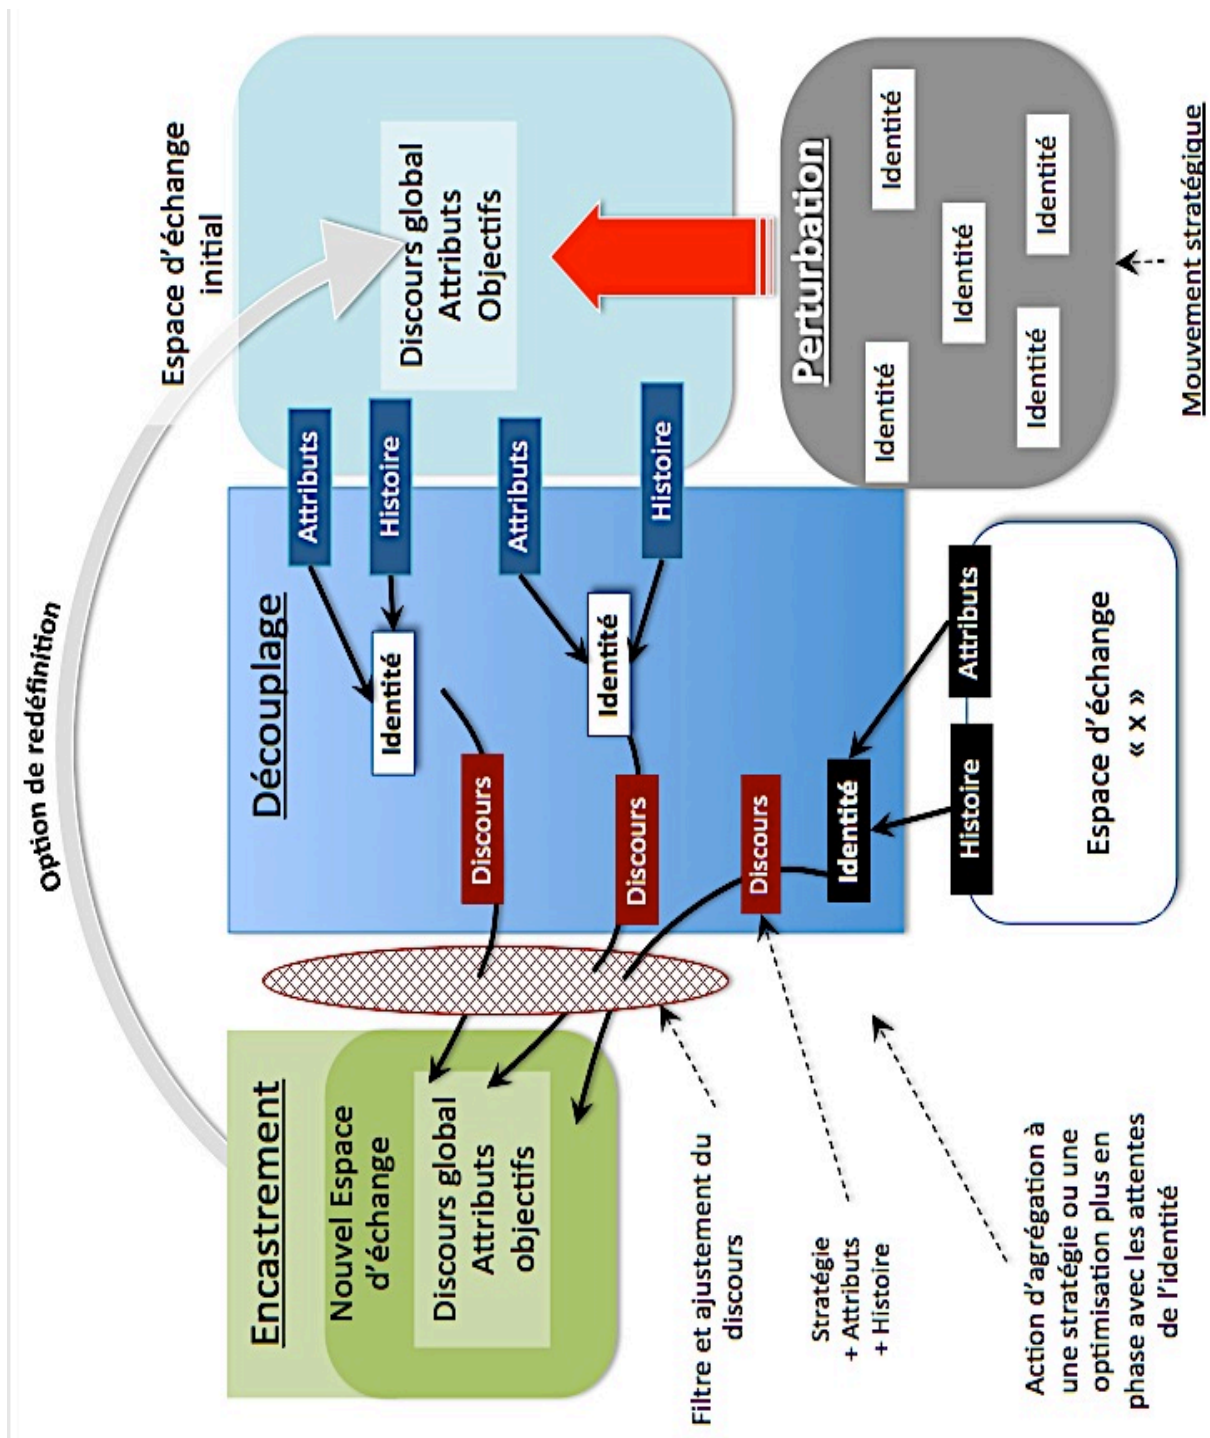 Option de redéfinition
Encastrement
Nouvel Espace
d'échange
Discours global
Attributs
objectifs
Découplage
Identité
Attributs
Histoire
Discours
Identité
Attributs
Histoire
Discours
Discours
Identité
Histoire
Attributs
Espace d'échange
« x »
Espace d'échange
initial
Discours global
Attributs
Objectifs
Perturbation
Identité
Identité
Identité
Identité
Identité
Mouvement stratégique
Filtre et ajustement du
discours
Stratégie
+ Attributs
+ Histoire
Action d'agrégation à
une stratégie ou une
optimisation plus en
phase avec les attentes
de l'identité